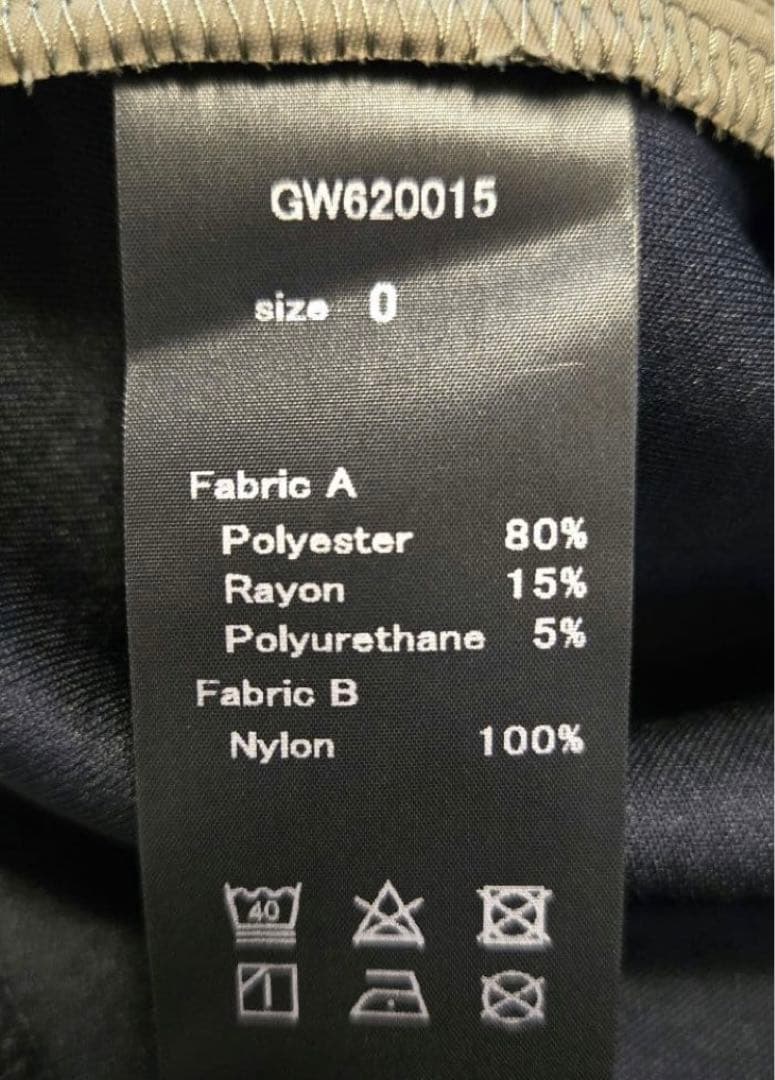 GW620015
size 0
Fabric A
Polyester 80%
Rayon 15%
Polyurethane 5%
Fabric B
Nylon 100%
40